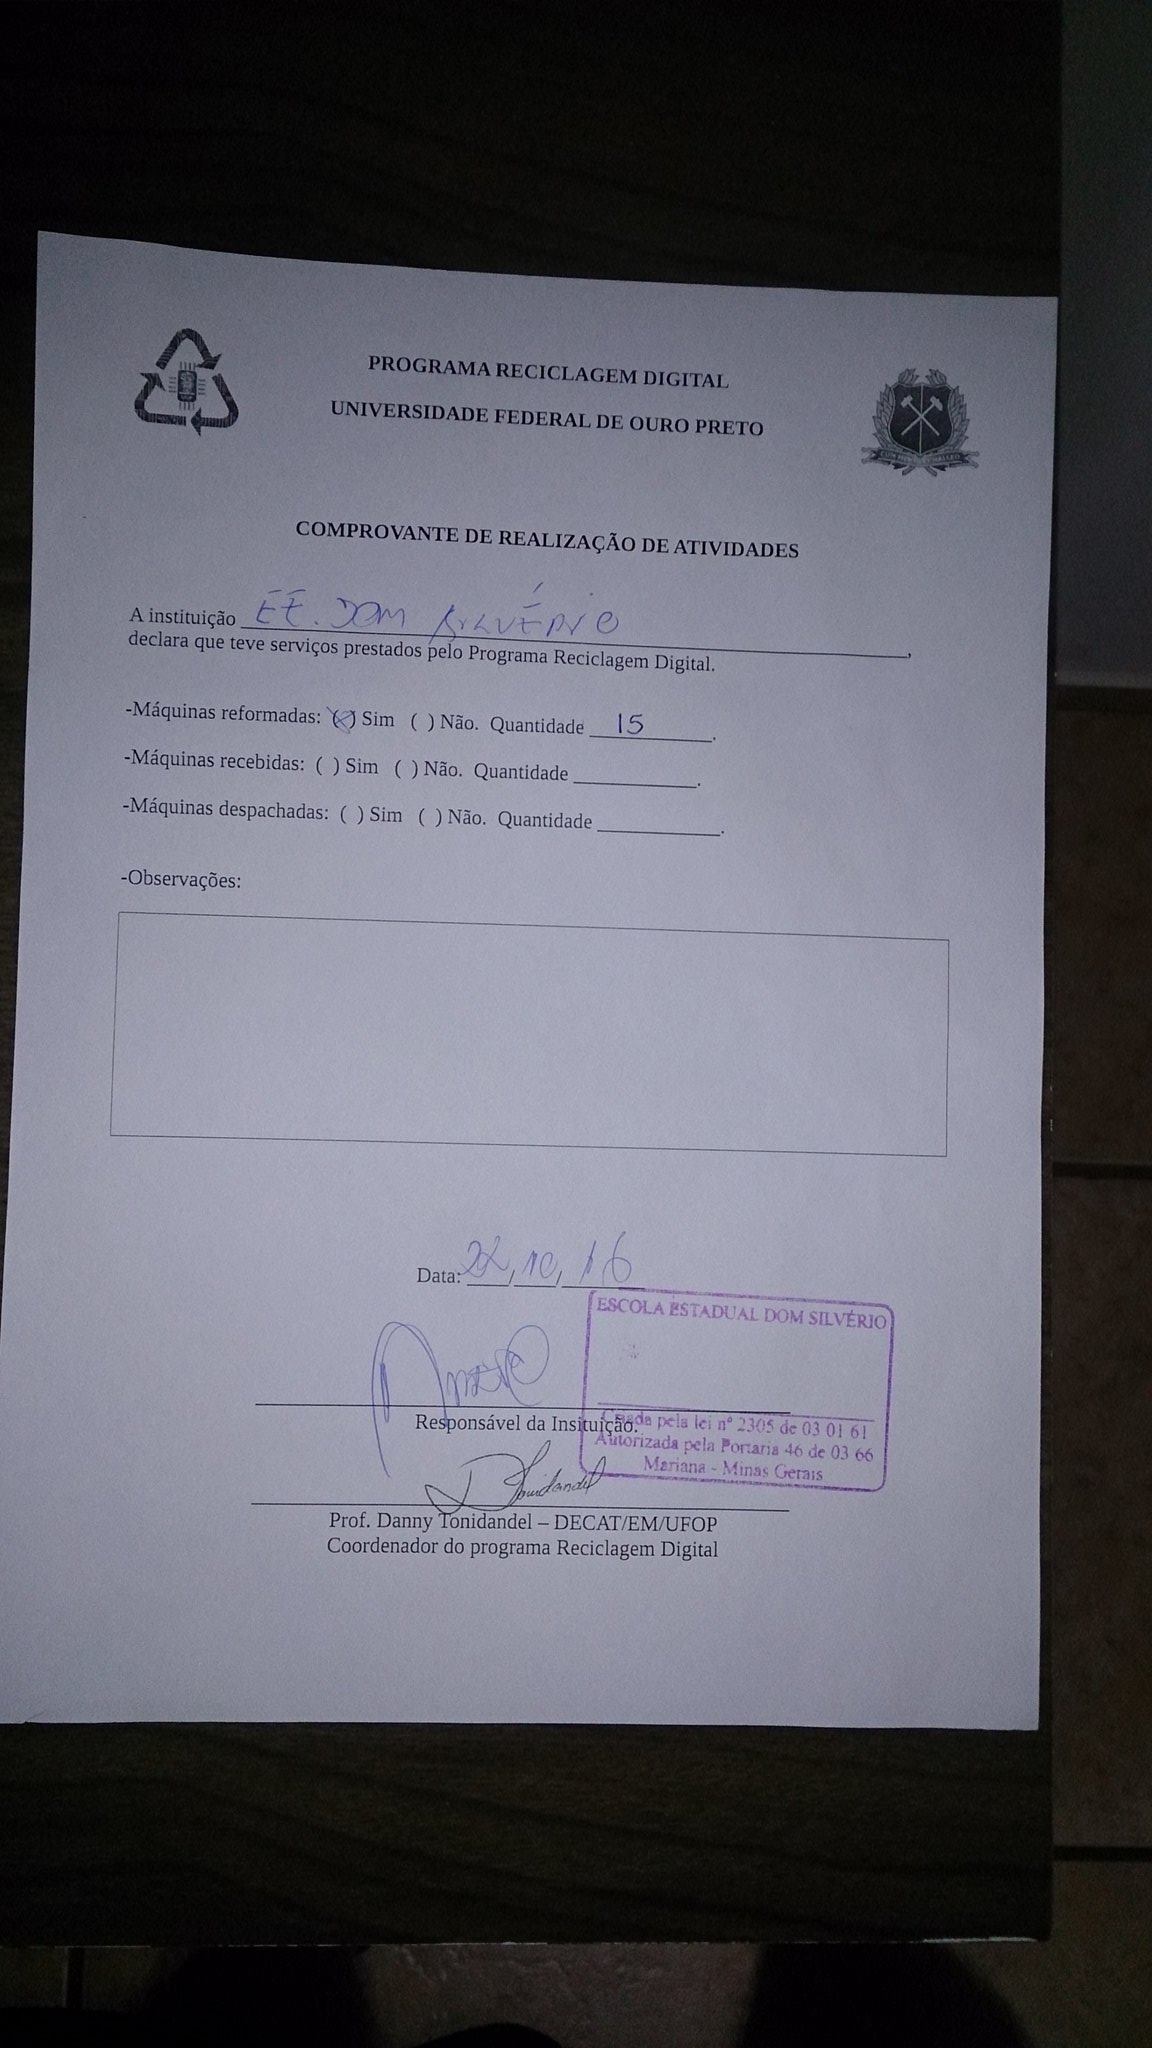 PROGRAMA RECICLAGEM DIGITAL
UNIVERSIDADE FEDERAL DE OURO PRETO
COMPROVANTE DE REALIZAÇÃO DE ATIVIDADES
A instituição EE. DOM SILVÉRIO,
declara que teve serviços prestados pelo Programa Reciclagem Digital.
-Máquinas reformadas: (X) Sim ( ) Não. Quantidade 15.
-Máquinas recebidas: ( ) Sim ( ) Não. Quantidade ________.
-Máquinas despachadas: ( ) Sim ( ) Não. Quantidade ________.
-Observações:
Data: 22/10/16
ESCOLA ESTADUAL DOM SILVÉRIO
Responsável da Insituição.
Criada pela lei nº 2305 de 03 01 61
Autorizada pela Portaria 46 de 03 66
Mariana - Minas Gerais
Tonidandel
Prof. Danny Tonidandel – DECAT/EM/UFOP
Coordenador do programa Reciclagem Digital